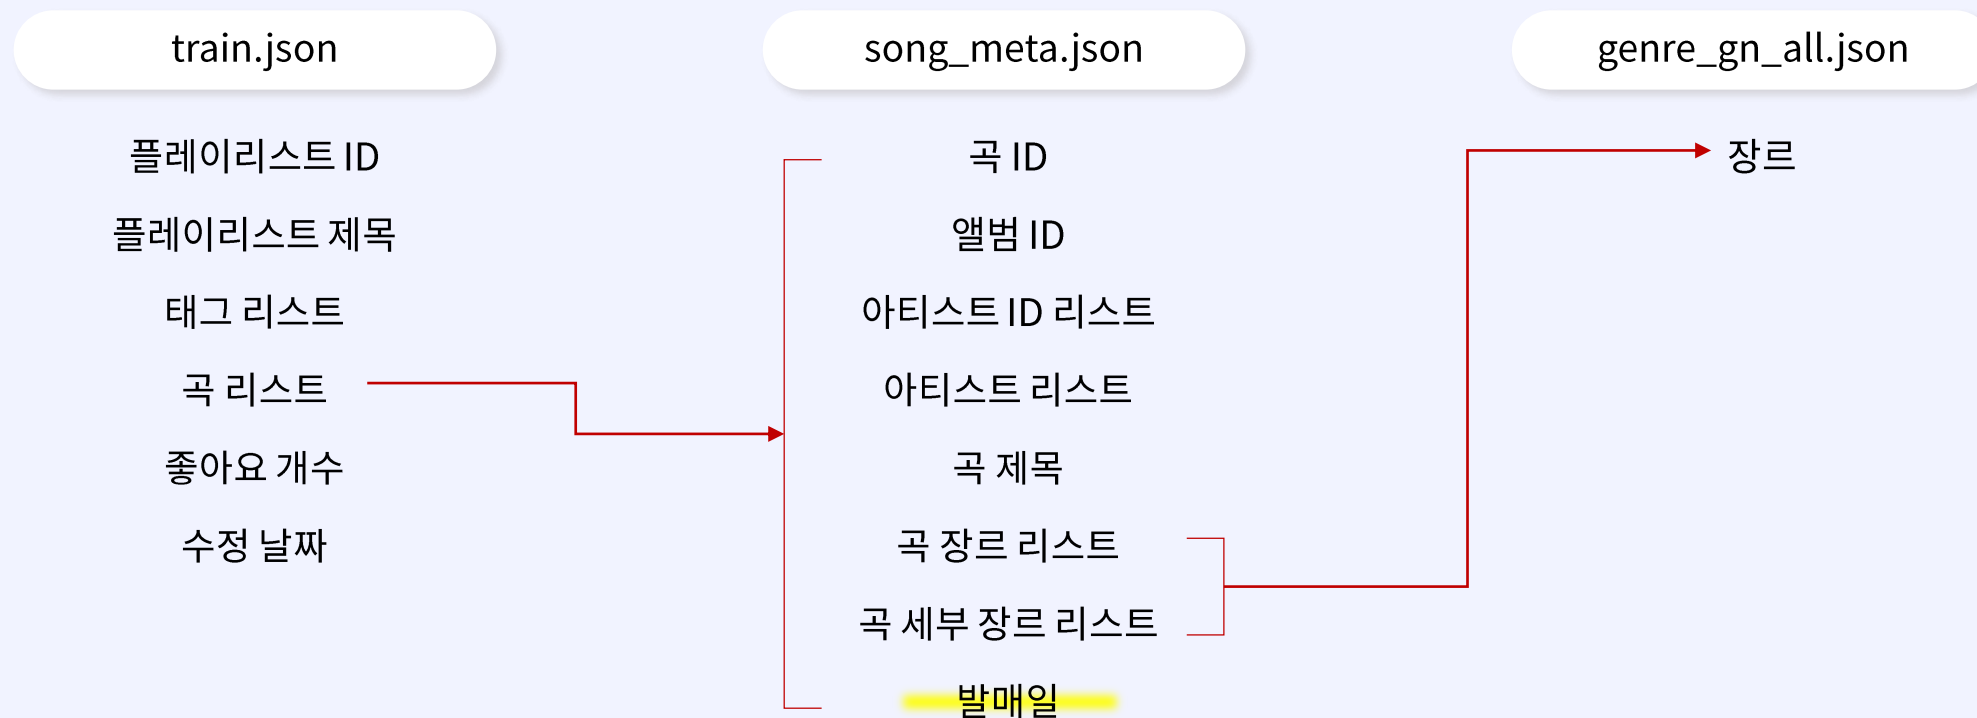 train.json
플레이리스트 ID
플레이리스트 제목
태그 리스트
곡 리스트
좋아요 개수
수정 날짜
song_meta.json
곡 ID
앨범 ID
아티스트 ID 리스트
아티스트 리스트
곡 제목
곡 장르 리스트
곡 세부 장르 리스트
발매일
genre_gn_all.json
장르